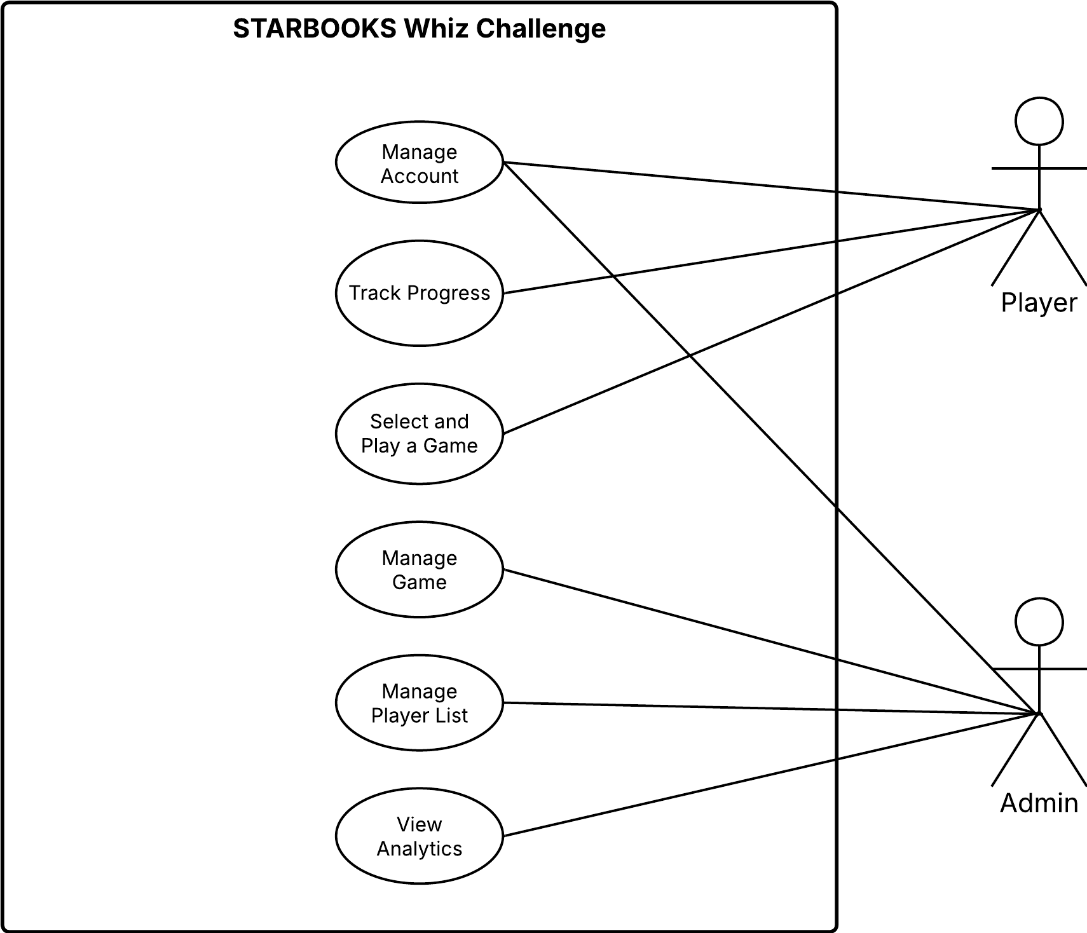 STARBOOKS Whiz Challenge
Manage
Account
Track Progress
Select and
Play a Game
Manage
Game
Manage
Player List
View
Analytics
Player
Admin